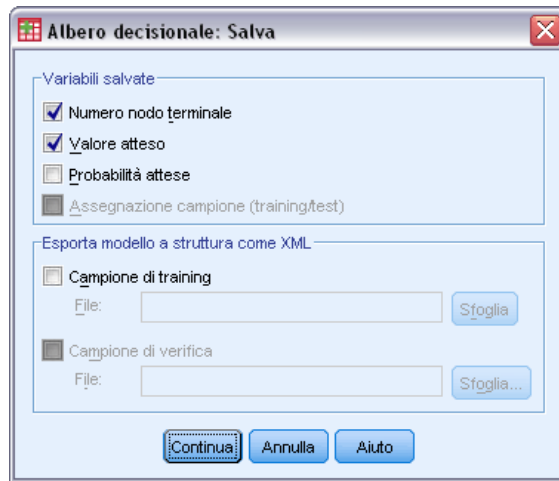 Albero decisionale: Salva
Variabili salvate
Numero nodo terminale
Valore atteso
Probabilità attese
Assegnazione campione (training/test)
Esporta modello a struttura come XML
Campione di training
File:
Sfoglia
Campione di verifica
File:
Sfoglia...
Continua
Annulla
Aiuto